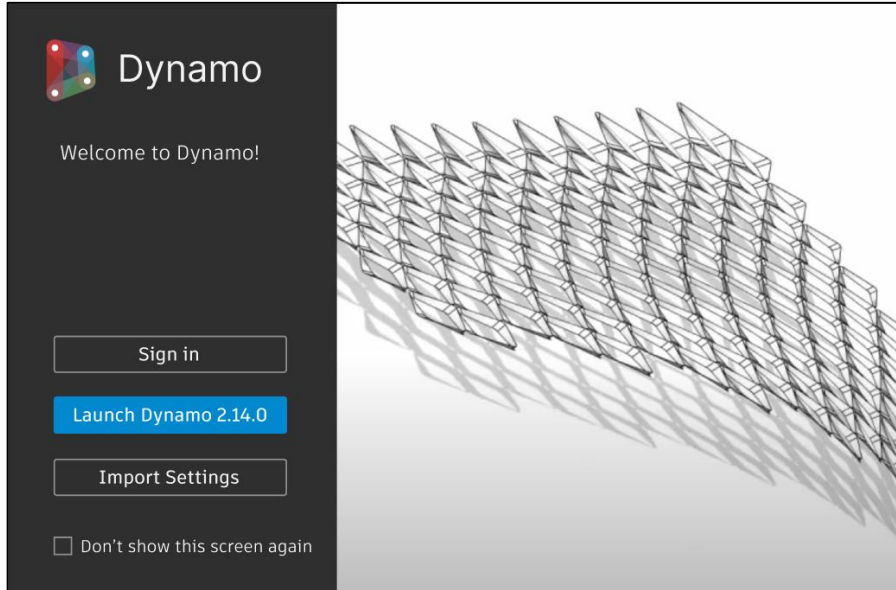 Dynamo
Welcome to Dynamo!
Sign in
Launch Dynamo 2.14.0
Import Settings
Don't show this screen again